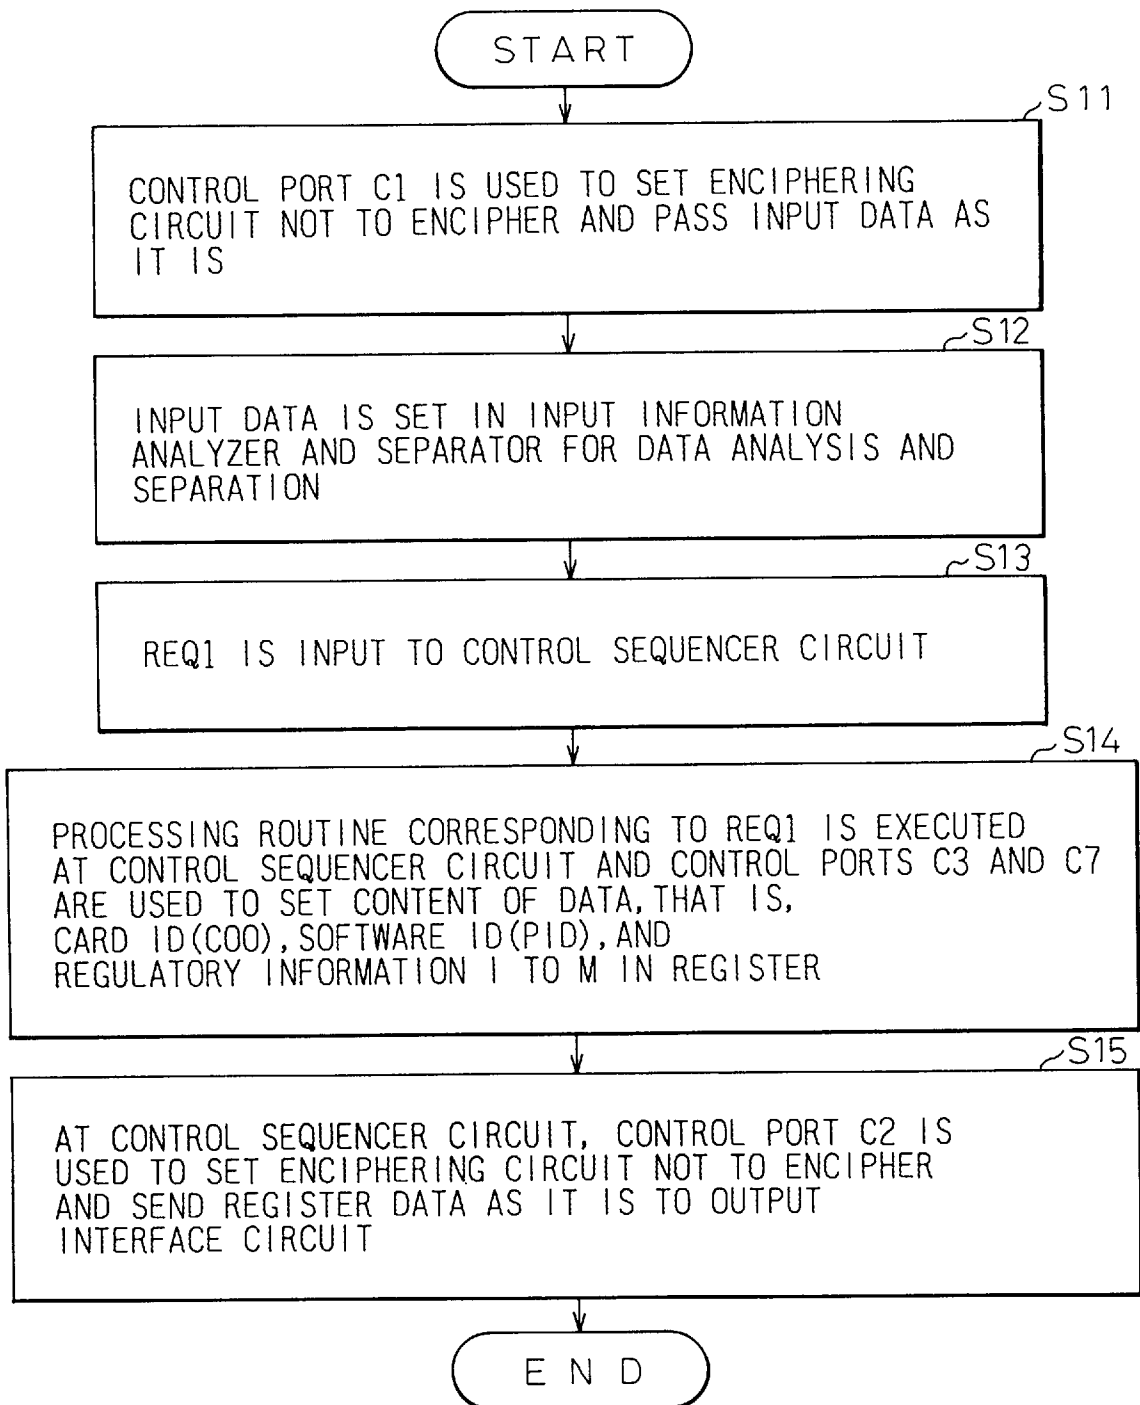 START
S11
CONTROL PORT C1 IS USED TO SET ENCIPHERING
CIRCUIT NOT TO ENCIPHER AND PASS INPUT DATA AS
IT IS
S12
INPUT DATA IS SET IN INPUT INFORMATION
ANALYZER AND SEPARATOR FOR DATA ANALYSIS AND
SEPARATION
S13
REQ1 IS INPUT TO CONTROL SEQUENCER CIRCUIT
S14
PROCESSING ROUTINE CORRESPONDING TO REQ1 IS EXECUTED
AT CONTROL SEQUENCER CIRCUIT AND CONTROL PORTS C3 AND C7
ARE USED TO SET CONTENT OF DATA, THAT IS,
CARD ID(C00), SOFTWARE ID(PID), AND
REGULATORY INFORMATION I TO M IN REGISTER
S15
AT CONTROL SEQUENCER CIRCUIT, CONTROL PORT C2 IS
USED TO SET ENCIPHERING CIRCUIT NOT TO ENCIPHER
AND SEND REGISTER DATA AS IT IS TO OUTPUT
INTERFACE CIRCUIT
END